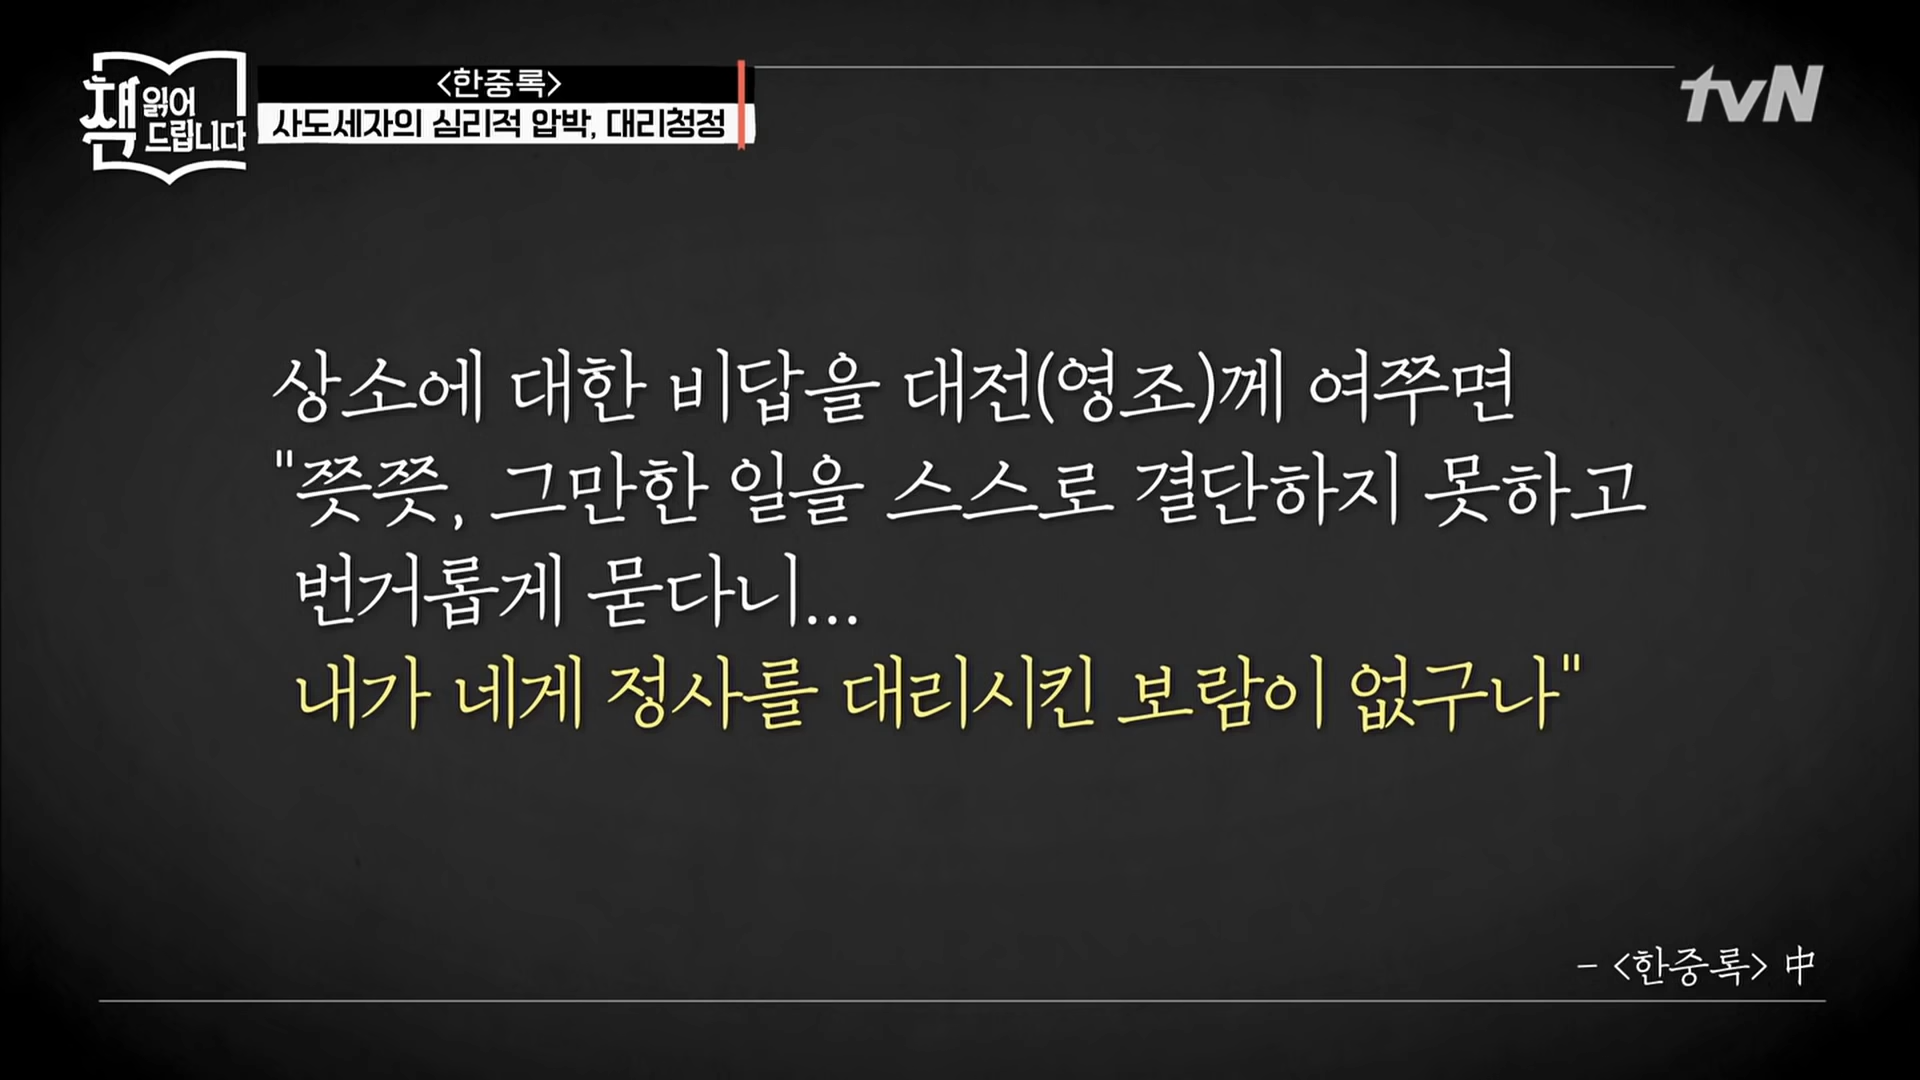 책 읽어
드립니다
<한중록>
사도세자의 심리적 압박, 대리청정
tvN
상소에 대한 비답을 대전(영조)께 여쭈면
"쯧쯧, 그만한 일을 스스로 결단하지 못하고
번거롭게 묻다니...
내가 네게 정사를 대리시킨 보람이 없구나"
- <한중록> 中